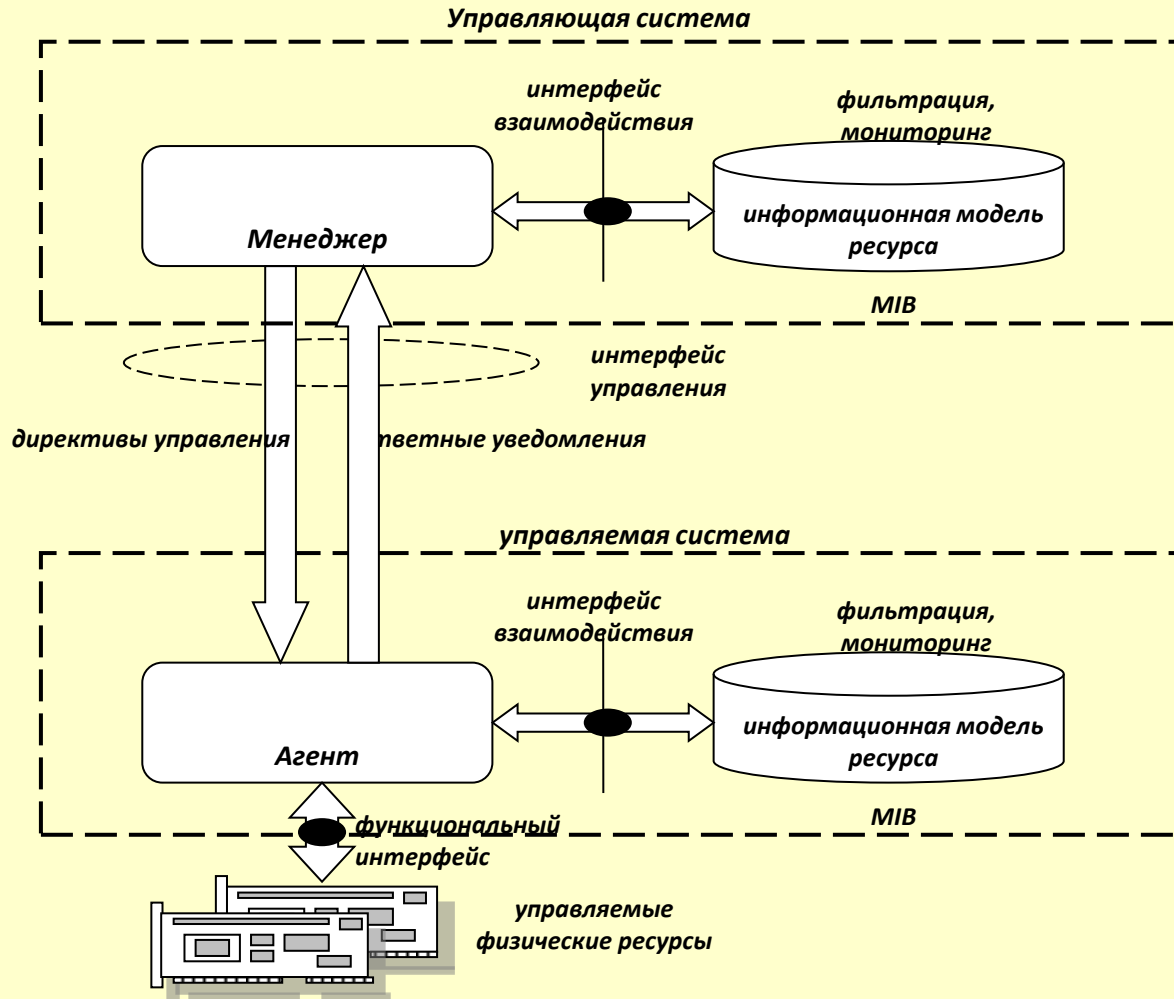 Управляющая система
интерфейс
взаимодействия
фильтрация,
мониторинг
Менеджер
информационная модель
ресурса
MIB
интерфейс
управления
директивы управления
тветные уведомления
управляемая система
интерфейс
взаимодействия
фильтрация,
мониторинг
Агент
информационная модель
ресурса
MIB
функциональный
интерфейс
управляемые
физические ресурсы